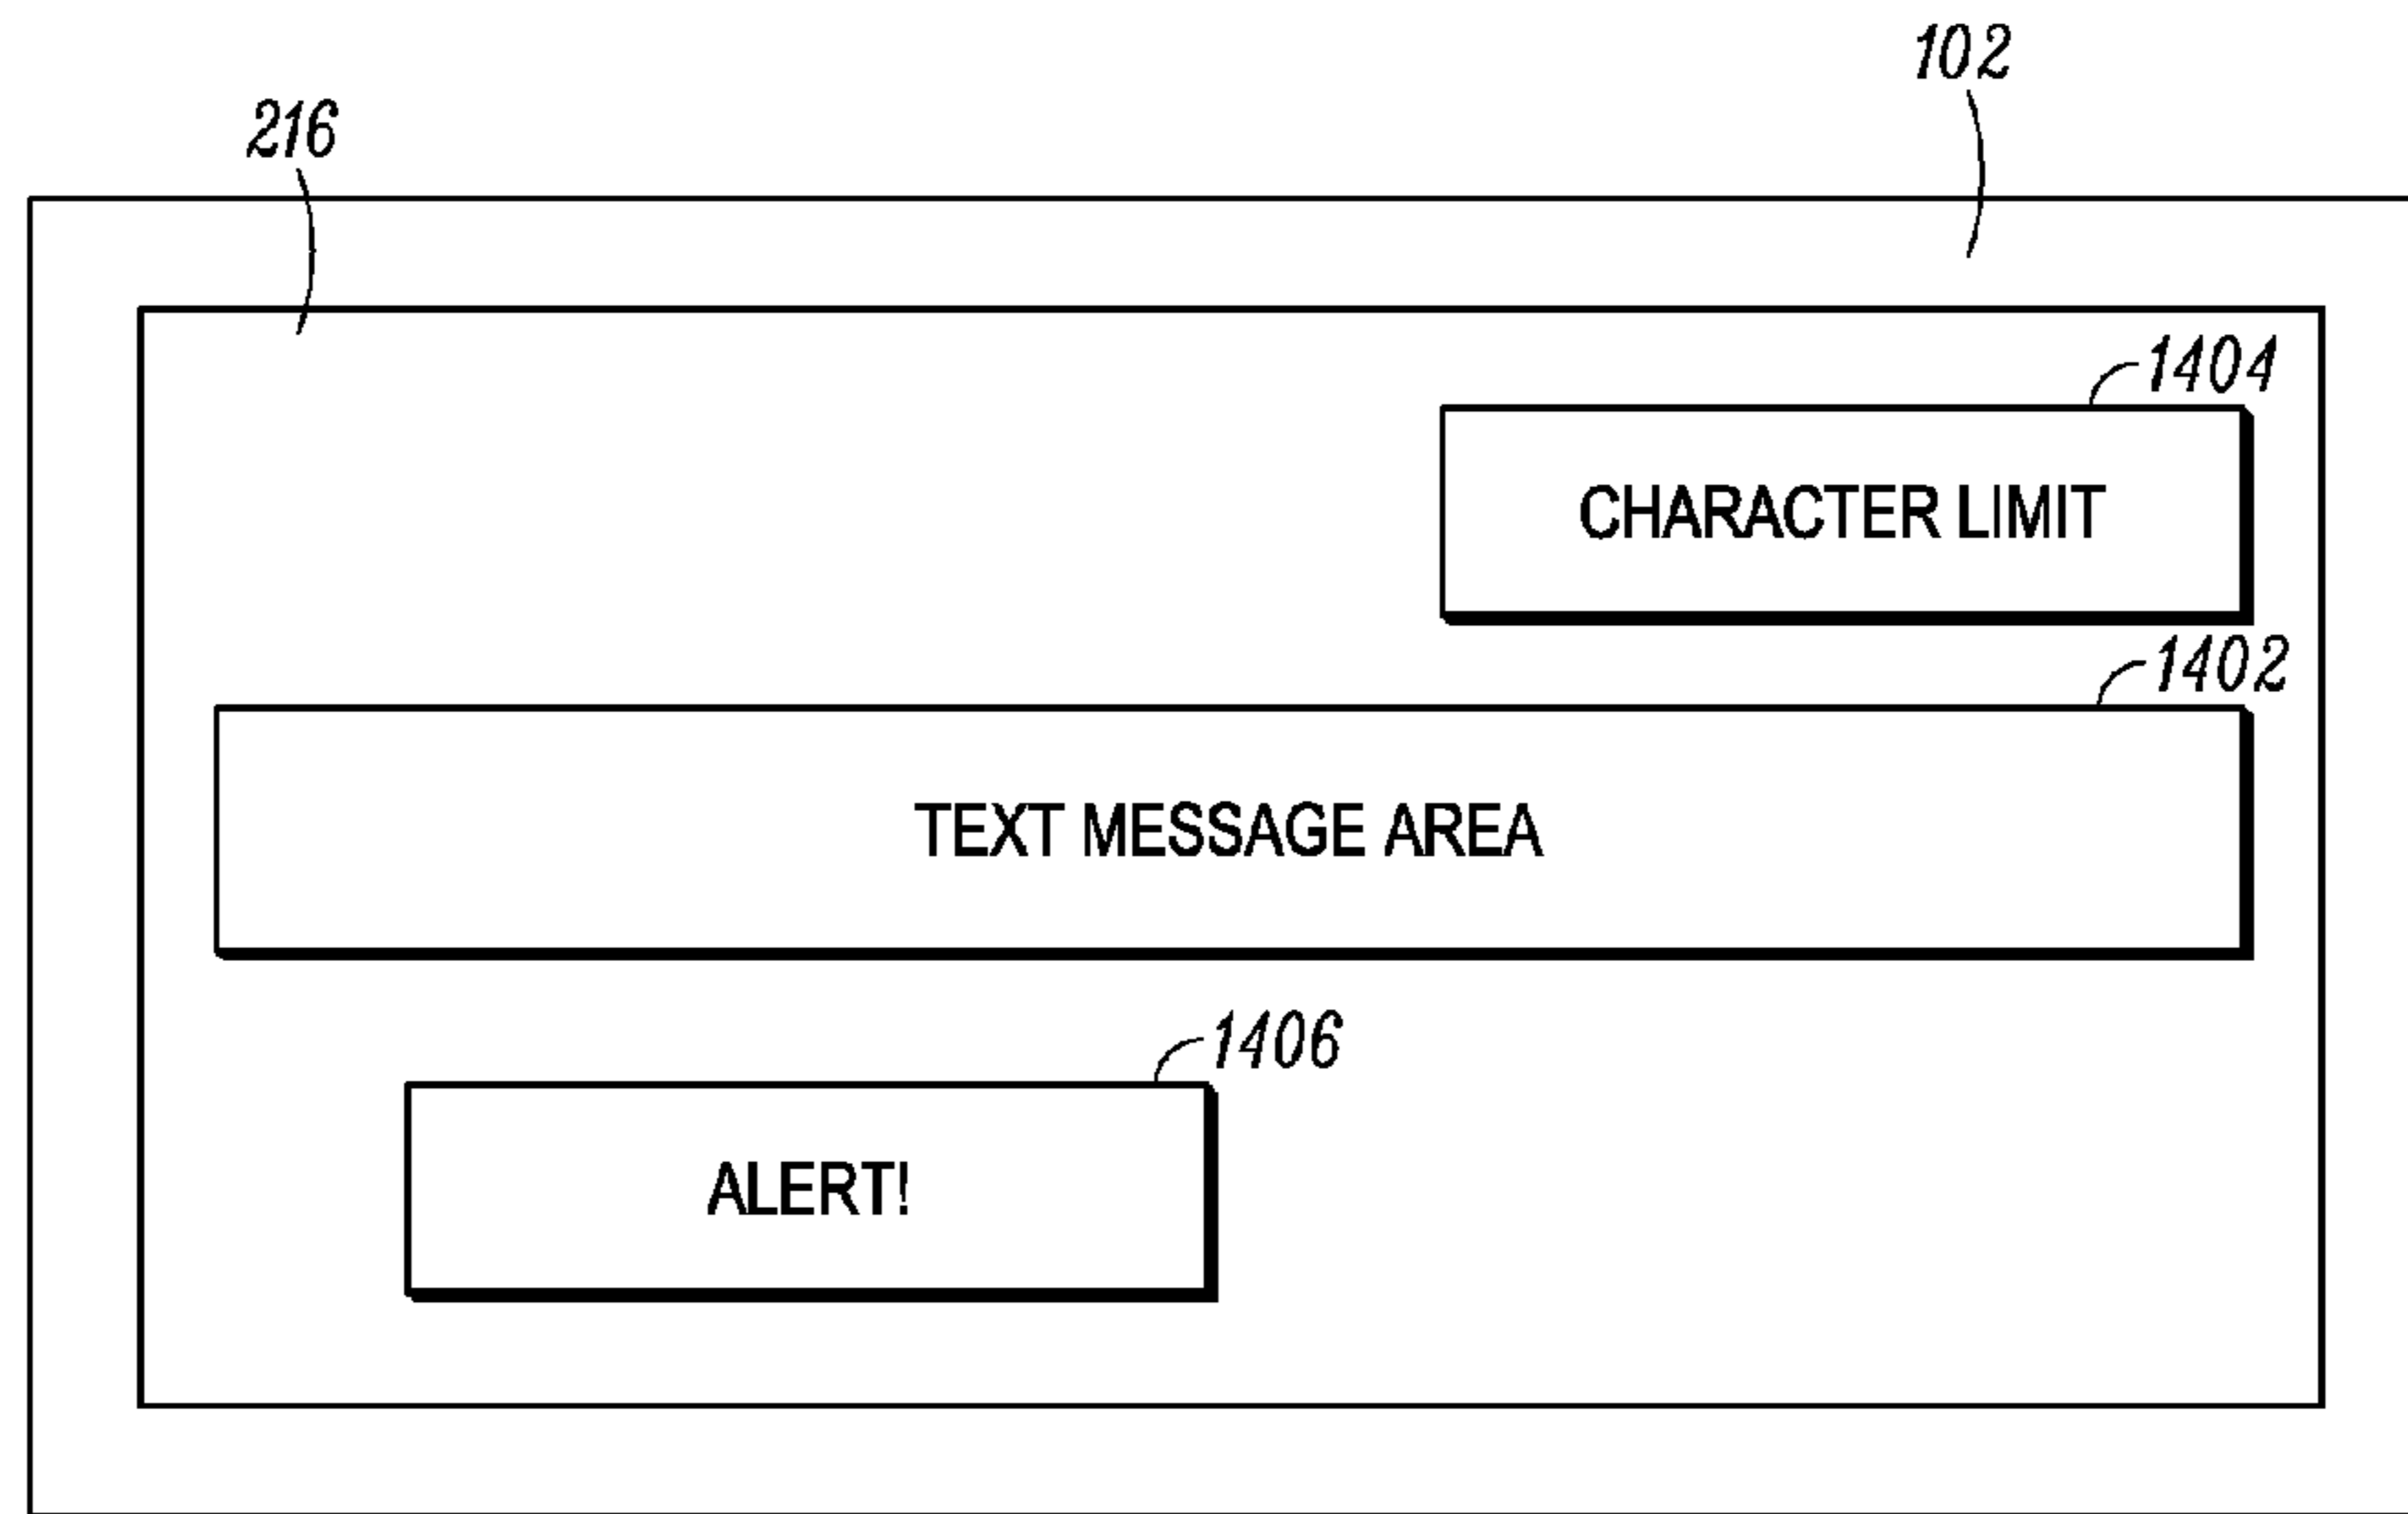 102
216
1404
CHARACTER LIMIT
1402
TEXT MESSAGE AREA
1406
ALERT!